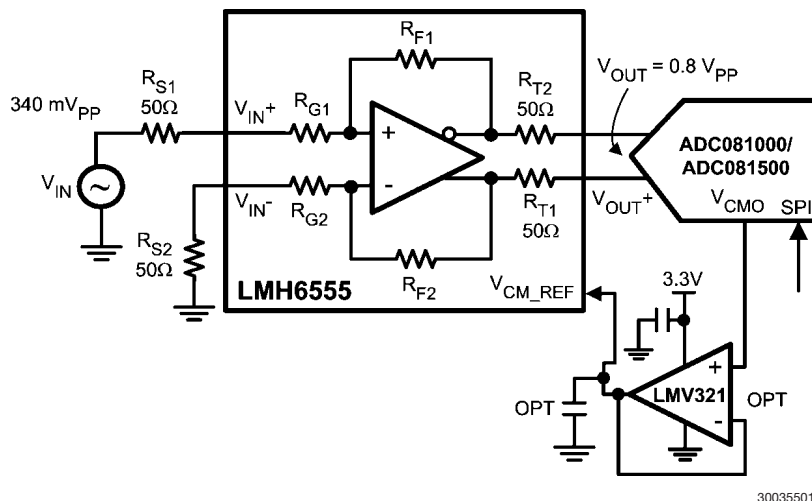 R_F1
R_S1
50Ω
340 mV_PP
V_IN^+
R_G1
R_T2
50Ω
V_OUT = 0.8 V_PP
+
-
ADC081000/
ADC081500
V_IN
~
V_IN^-
R_G2
R_T1
50Ω
V_OUT^+
V_CMO
SPI
R_S2
50Ω
R_F2
LMH6555
V_CM_REF
3.3V
+
-
LMV321
OPT
OPT
30035501